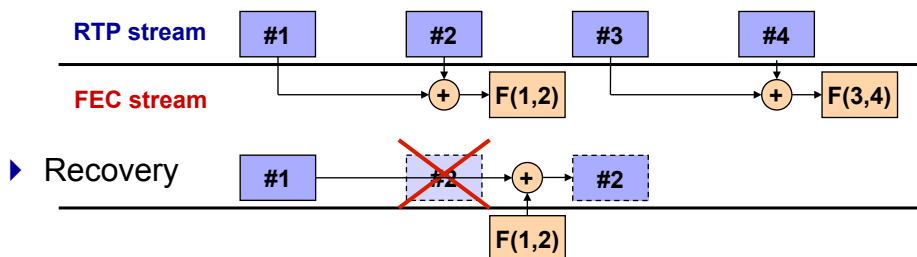 RTP stream #1 #2 #3 #4
FEC stream + F(1,2) + F(3,4)
Recovery #1 #2 + #2
F(1,2)